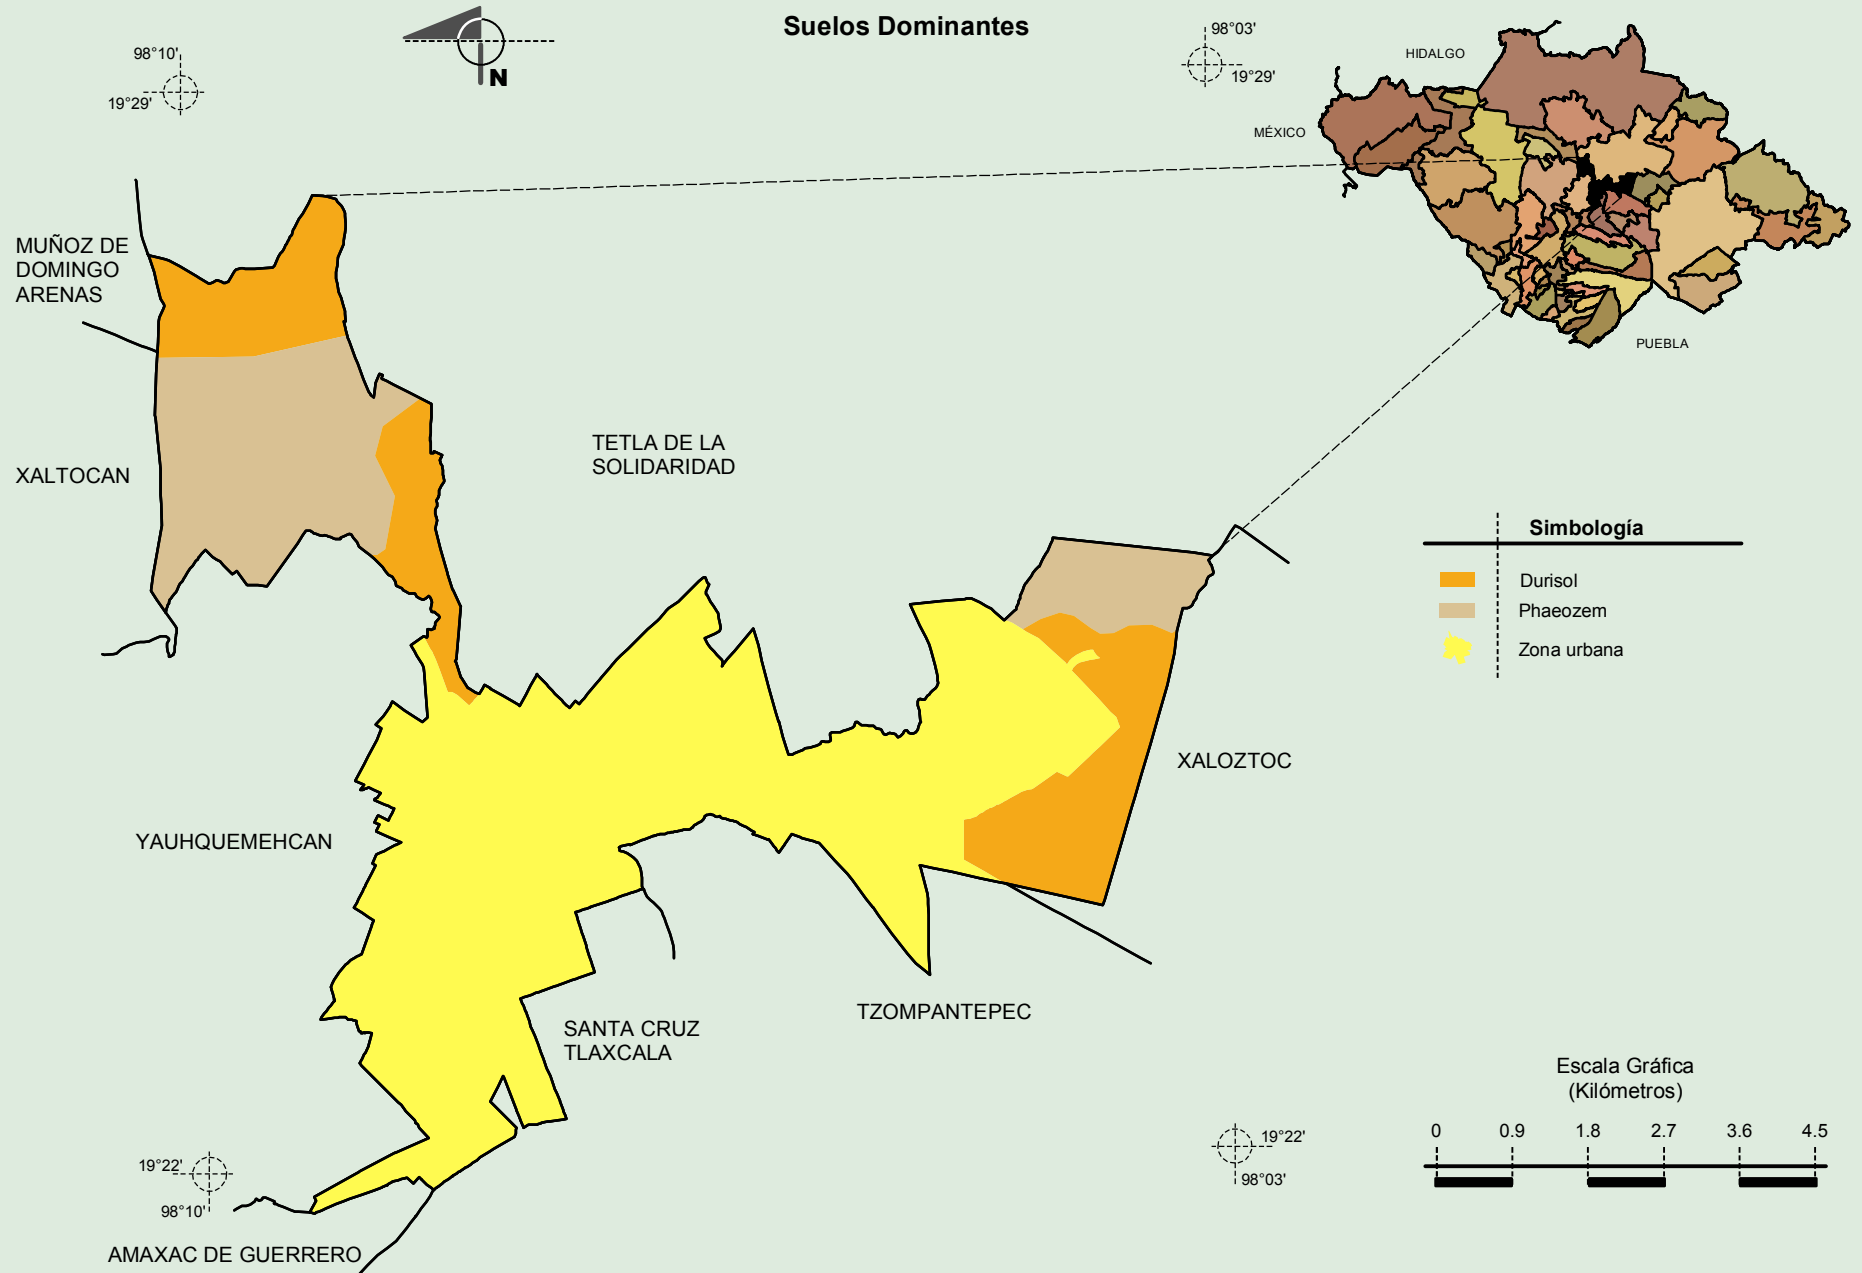 Suelos Dominantes
N
98°10'
19°29'
98°03'
19°29'
HIDALGO
MÉXICO
PUEBLA
MUÑOZ DE
DOMINGO
ARENAS
XALTOCAN
TETLA DE LA
SOLIDARIDAD
Simbología
Durisol
Phaeozem
Zona urbana
XALOZTOC
YAUHQUEMEHCAN
TZOMPANTEPEC
SANTA CRUZ
TLAXCALA
Escala Gráfica
(Kilómetros)
0 0.9 1.8 2.7 3.6 4.5
19°22'
98°10'
19°22'
98°03'
AMAXAC DE GUERRERO